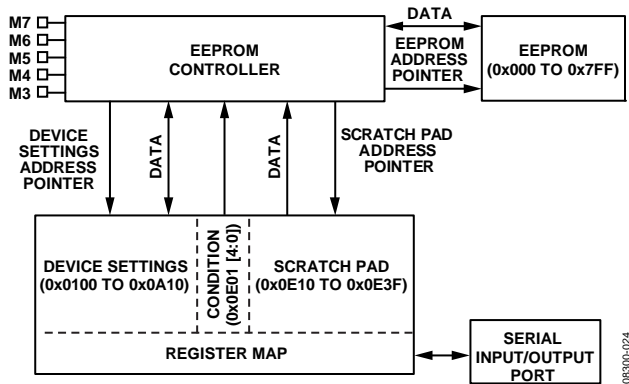 M7
M6
M5
M4
M3
EEPROM
CONTROLLER
DATA
EEPROM
ADDRESS
POINTER
EEPROM
(0x000 TO 0x7FF)
DEVICE
SETTINGS
ADDRESS
POINTER
DATA
DATA
SCRATCH PAD
ADDRESS
POINTER
DEVICE SETTINGS
(0x0100 TO 0x0A10)
CONDITION
(0x0E01 [4:0])
SCRATCH PAD
(0x0E10 TO 0x0E3F)
REGISTER MAP
SERIAL
INPUT/OUTPUT
PORT
08300-024